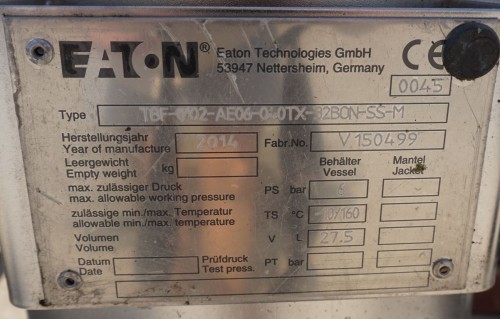 EATON® Eaton Technologies GmbH
53947 Nettersheim, Germany
CE
0045
Type
Herstellungsjahr
Year of manufacture 2014 Fabr.No. V150499
Leergewicht
Empty weight kg
Behälter
Vessel
Mantel
Jacket
max. zulässiger Druck
max. allowable working pressure PS bar
zulässige min./max. Temperatur
allowable min./max. temperature TS °C
Volumen
Volume V L 27.5
Datum
Date
Prüfdruck
Test press. PT bar